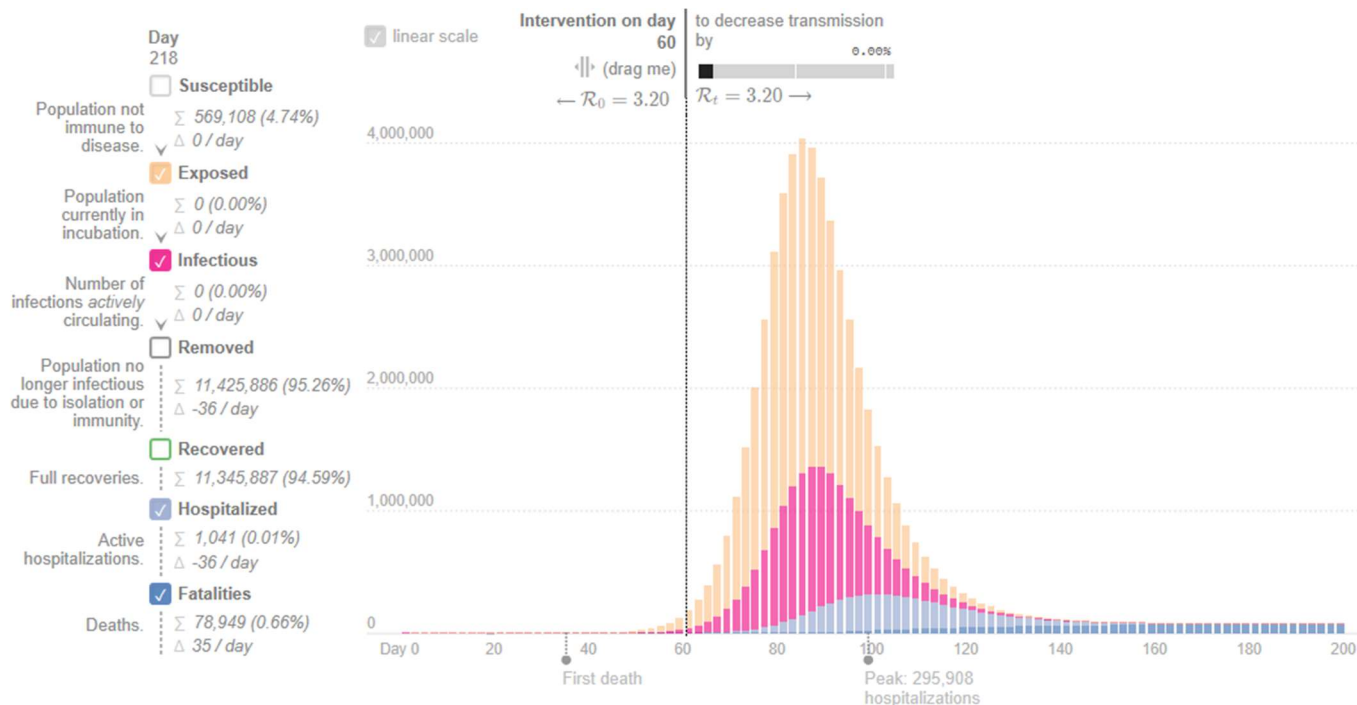 Day
218
Susceptible
Population not
immune to
disease.
∑ 569,108 (4.74%)
Δ 0 / day
Exposed
Population
currently in
incubation.
∑ 0 (0.00%)
Δ 0 / day
Infectious
Number of
infections actively
circulating.
∑ 0 (0.00%)
Δ 0 / day
Removed
Population no
longer infectious
due to isolation or
immunity.
∑ 11,425,886 (95.26%)
Δ -36 / day
Recovered
Full recoveries.
∑ 11,345,887 (94.59%)
Hospitalized
Active
hospitalizations.
∑ 1,041 (0.01%)
Δ -36 / day
Fatalities
Deaths.
∑ 78,949 (0.66%)
Δ 35 / day
linear scale
Intervention on day
60
(drag me)
← R₀ = 3.20
to decrease transmission
by
0.00%
Rₜ = 3.20 →
4,000,000
3,000,000
2,000,000
1,000,000
0
Day 0 20 40 60 80 100 120 140 160 180 200
First death
Peak: 295,908
hospitalizations